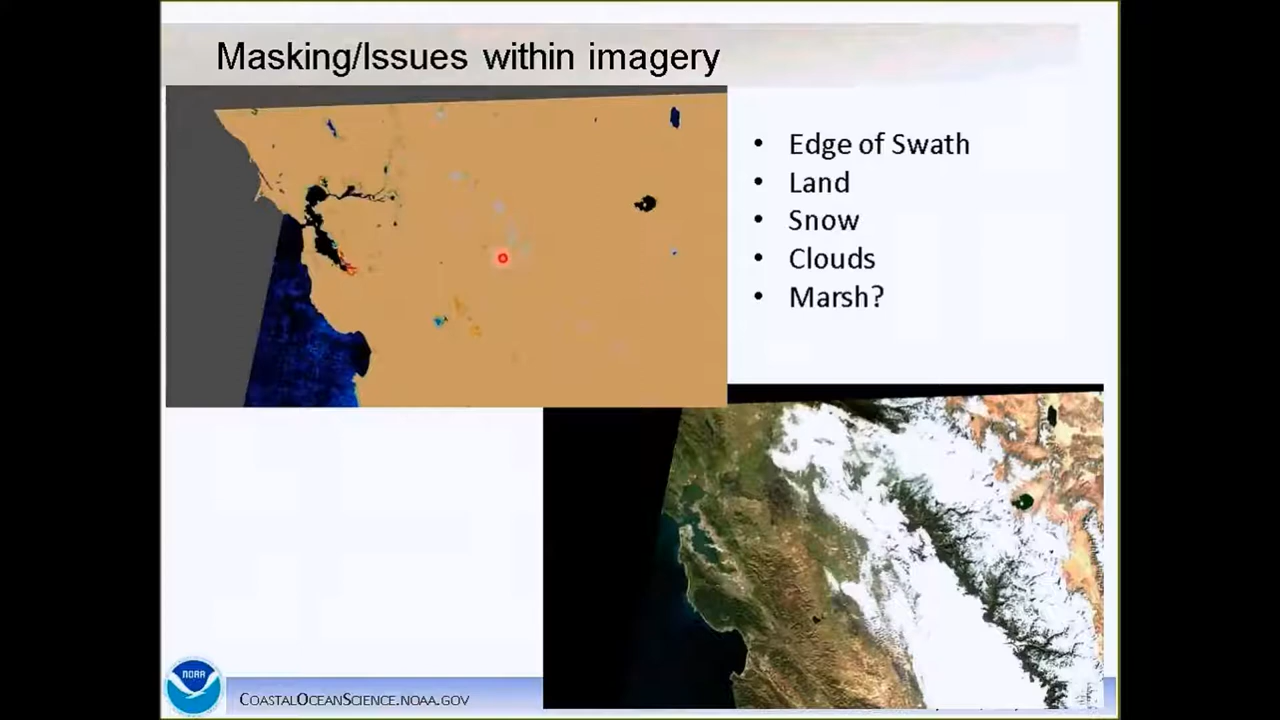 Masking/Issues within imagery
• Edge of Swath
• Land
• Snow
• Clouds
• Marsh?
NOAA
COASTALOCEANSCIENCE.NOAA.GOV